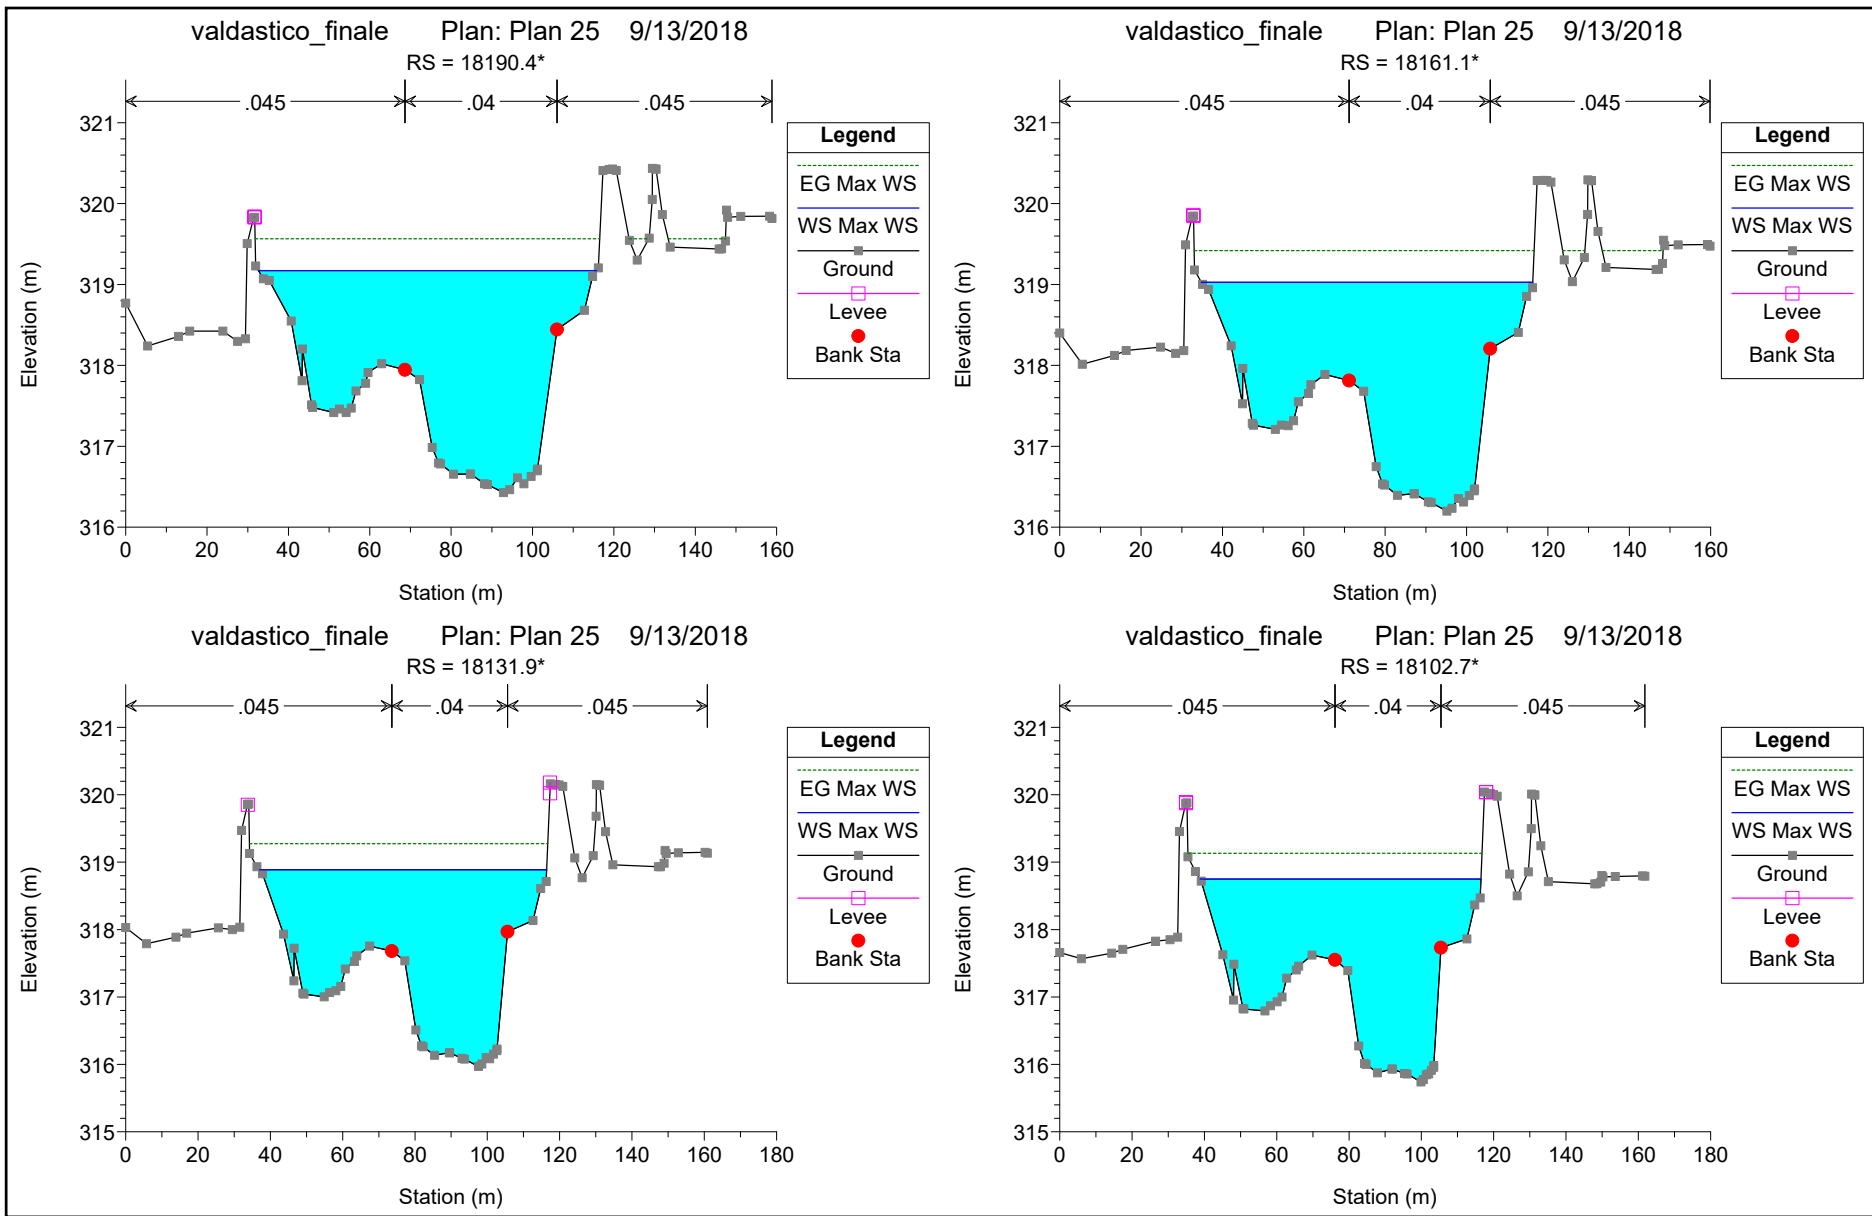 valdastico_finale Plan: Plan 25 9/13/2018
RS = 18190.4*
.045 .04 .045
321
320
319
318
317
316
0 20 40 60 80 100 120 140 160
Station (m)
Elevation (m)
Legend
EG Max WS
WS Max WS
Ground
Levee
Bank Sta
valdastico_finale Plan: Plan 25 9/13/2018
RS = 18161.1*
.045 .04 .045
321
320
319
318
317
316
0 20 40 60 80 100 120 140 160
Station (m)
Elevation (m)
Legend
EG Max WS
WS Max WS
Ground
Levee
Bank Sta
valdastico_finale Plan: Plan 25 9/13/2018
RS = 18131.9*
.045 .04 .045
321
320
319
318
317
316
315
0 20 40 60 80 100 120 140 160 180
Station (m)
Elevation (m)
Legend
EG Max WS
WS Max WS
Ground
Levee
Bank Sta
valdastico_finale Plan: Plan 25 9/13/2018
RS = 18102.7*
.045 .04 .045
321
320
319
318
317
316
315
0 20 40 60 80 100 120 140 160 180
Station (m)
Elevation (m)
Legend
EG Max WS
WS Max WS
Ground
Levee
Bank Sta